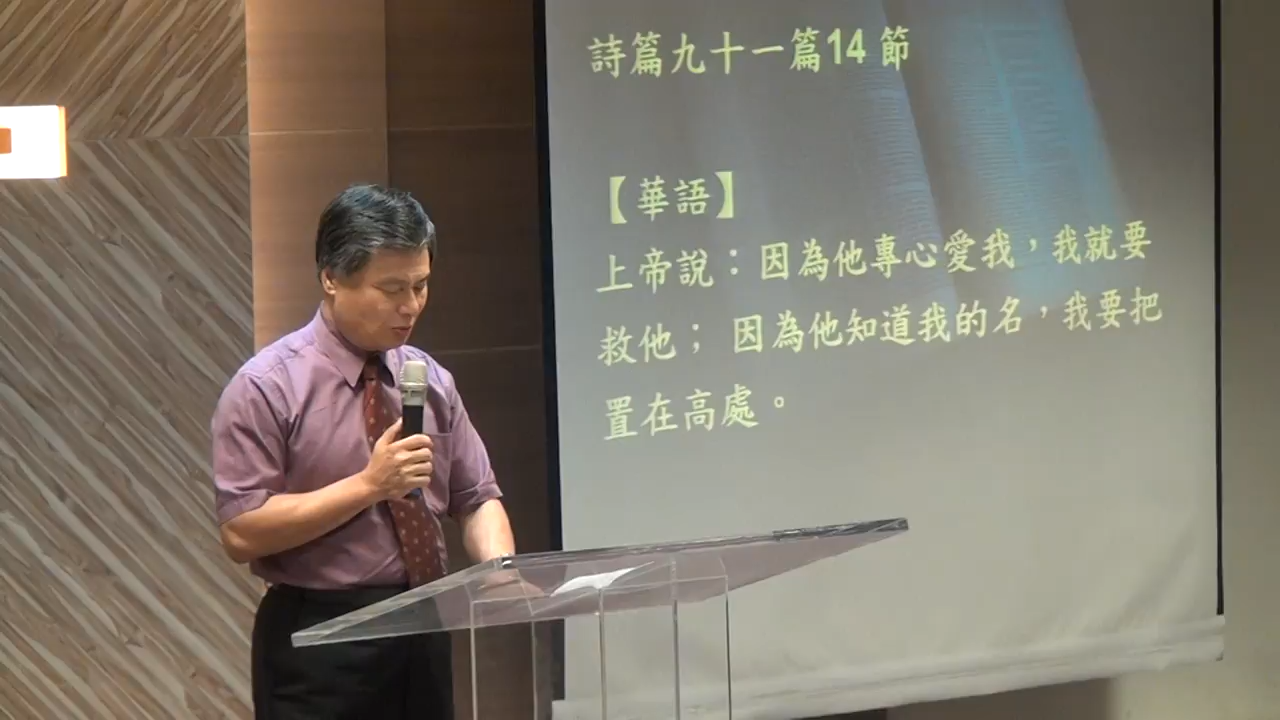 詩篇九十一篇14 節
【華語】
上帝說：因為他專心愛我，我就要
救他； 因為他知道我的名，我要把
置在高處。